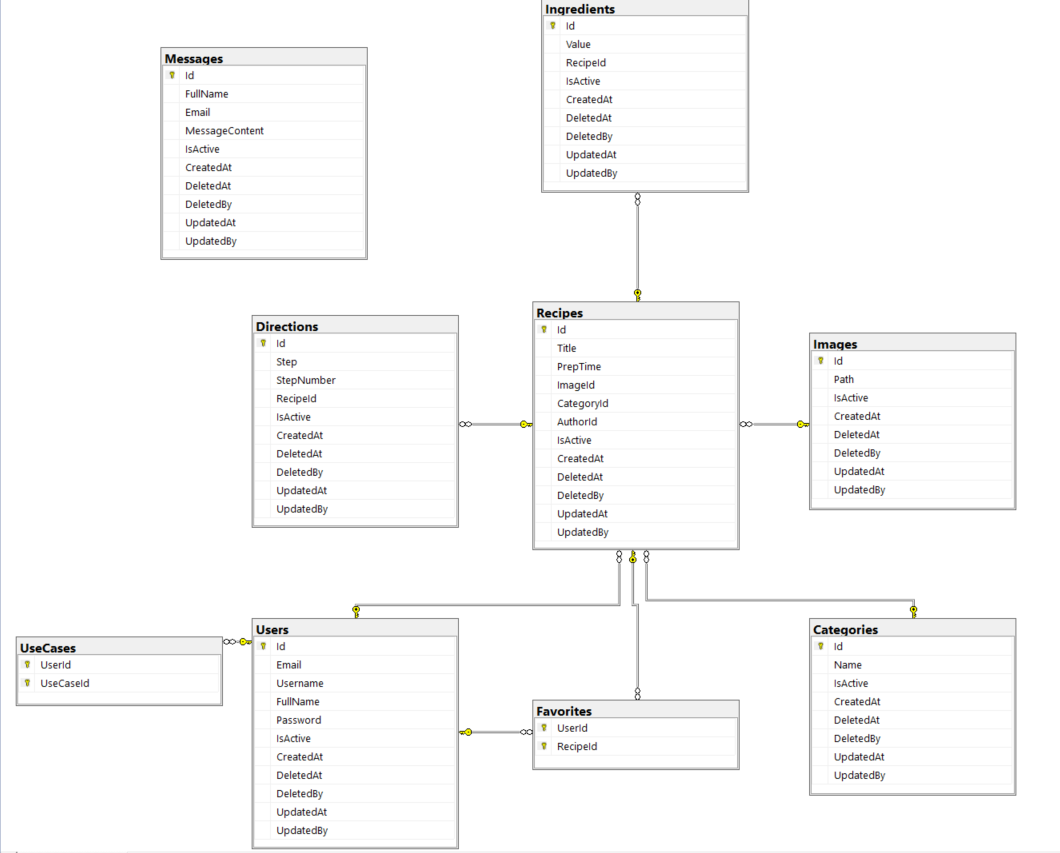 Ingredients
Id
Value
RecipeId
IsActive
CreatedAt
DeletedAt
DeletedBy
UpdatedAt
UpdatedBy
Messages
Id
FullName
Email
MessageContent
IsActive
CreatedAt
DeletedAt
DeletedBy
UpdatedAt
UpdatedBy
Directions
Id
Step
StepNumber
RecipeId
IsActive
CreatedAt
DeletedAt
DeletedBy
UpdatedAt
UpdatedBy
Recipes
Id
Title
PrepTime
ImageId
CategoryId
AuthorId
IsActive
CreatedAt
DeletedAt
DeletedBy
UpdatedAt
UpdatedBy
Images
Id
Path
IsActive
CreatedAt
DeletedAt
DeletedBy
UpdatedAt
UpdatedBy
UseCases
UserId
UseCaseId
Users
Id
Email
Username
FullName
Password
IsActive
CreatedAt
DeletedAt
DeletedBy
UpdatedAt
UpdatedBy
Favorites
UserId
RecipeId
Categories
Id
Name
IsActive
CreatedAt
DeletedAt
DeletedBy
UpdatedAt
UpdatedBy